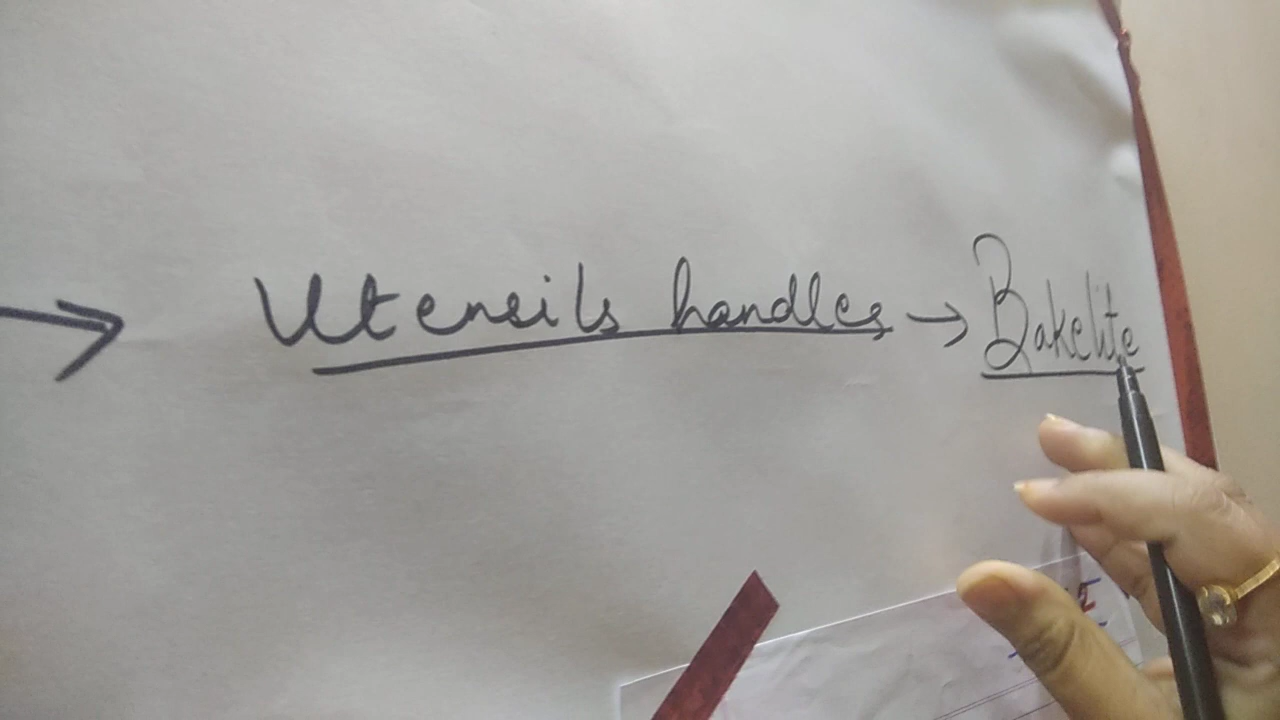 → Utensils handles → Bakelite